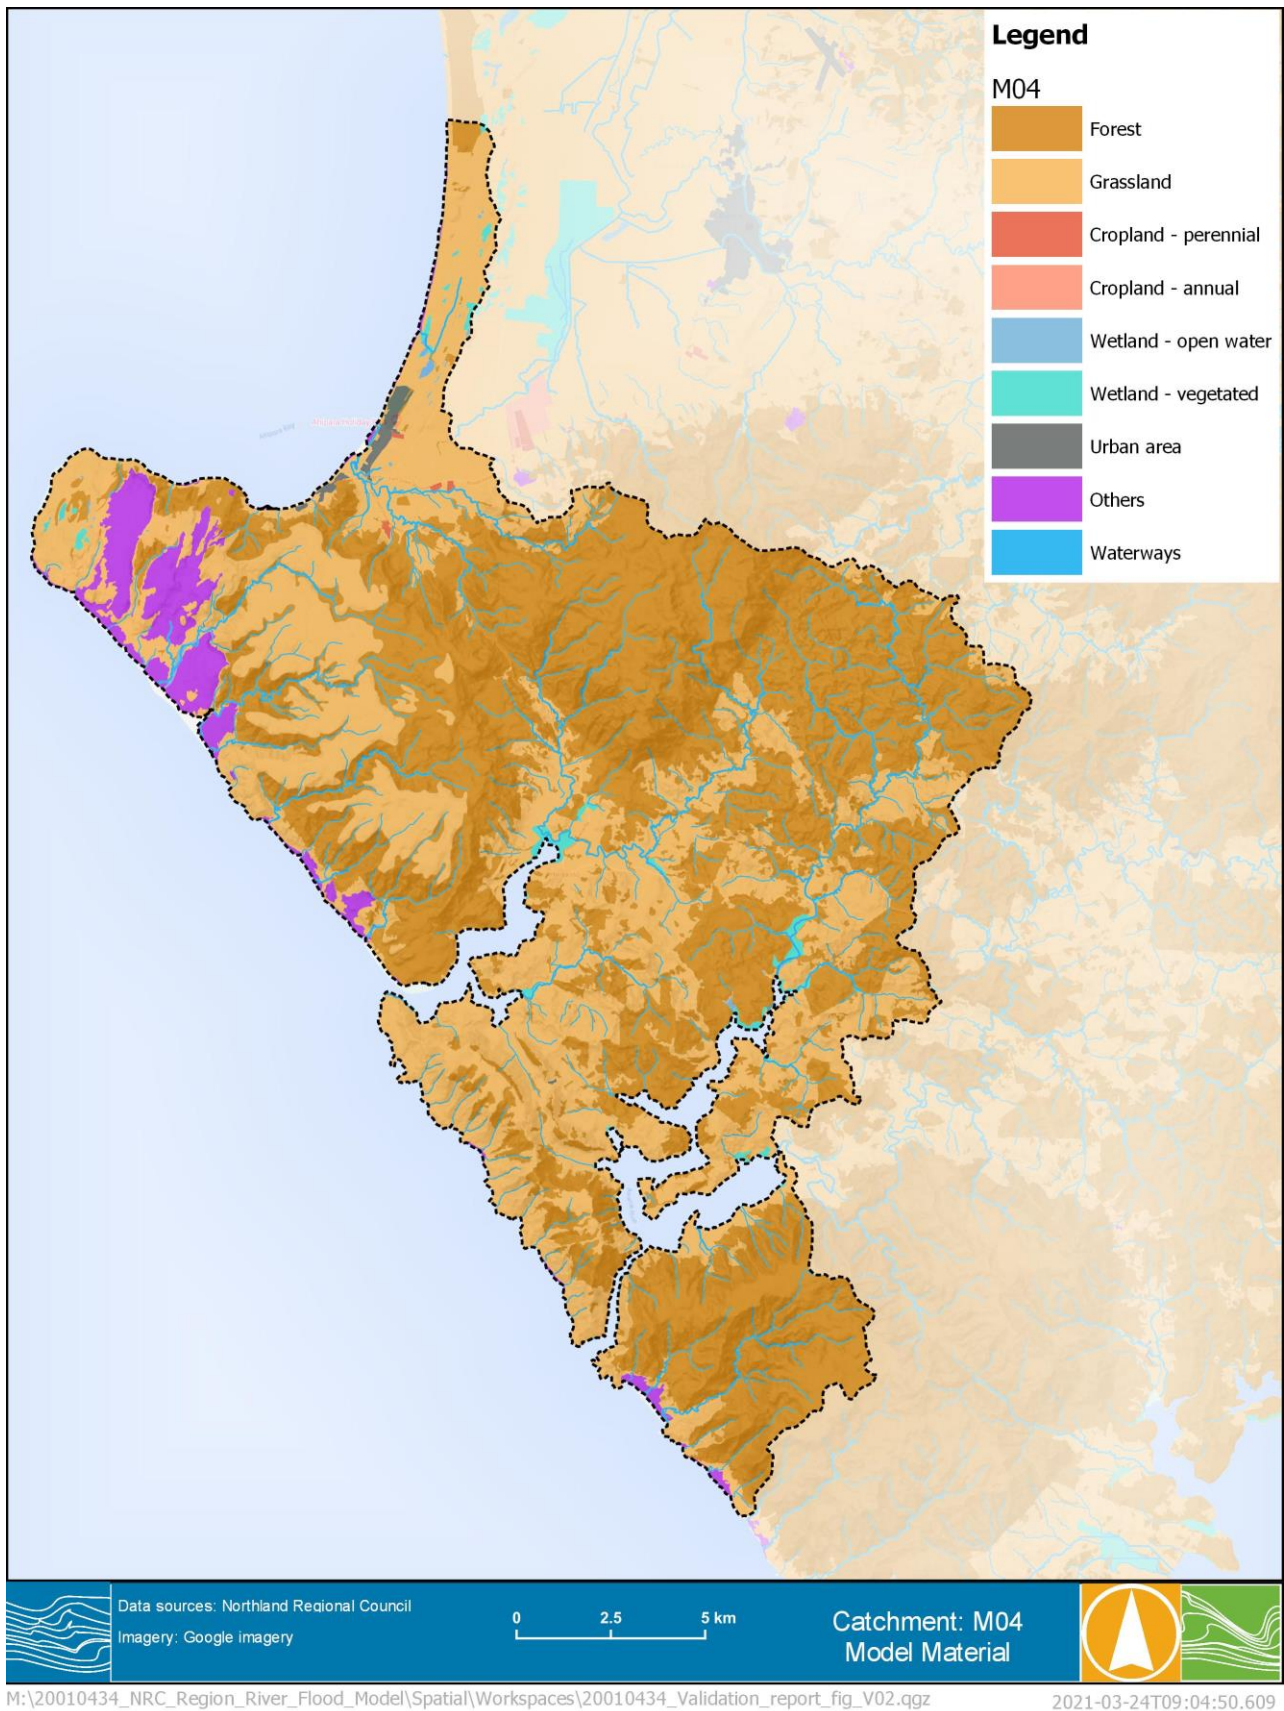 Legend
M04
Forest
Grassland
Cropland - perennial
Cropland - annual
Wetland - open water
Wetland - vegetated
Urban area
Others
Waterways
Data sources: Northland Regional Council
Imagery: Google imagery
0 2.5 5 km
Catchment: M04
Model Material
M:\20010434_NRC_Region_River_Flood_Model\Spatial\Workspaces\20010434_Validation_report_fig_V02.qgz
2021-03-24T09:04:50.609